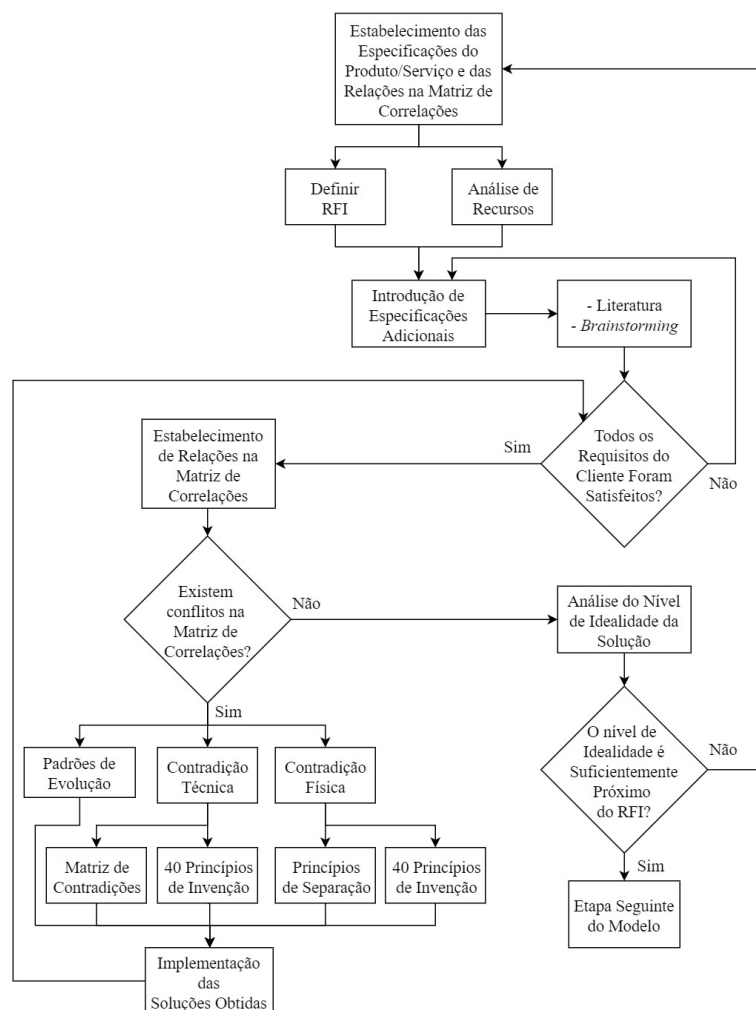 Estabelecimento das
Especificações do
Produto/Serviço e das
Relações na Matriz de
Correlações
Definir
RFI
Análise de
Recursos
Introdução de
Especificações
Adicionais
- Literatura
- Brainstorming
Todos os
Requisitos do
Cliente Foram
Satisfeitos?
Sim
Não
Estabelecimento
de Relações na
Matriz de
Correlações
Existem
conflitos na
Matriz de
Correlações?
Não
Sim
Análise do Nível
de Idealidade da
Solução
O nível de
Idealidade é
Suficientemente
Próximo
do RFI?
Não
Sim
Etapa Seguinte
do Modelo
Padrões de
Evolução
Contradição
Técnica
Contradição
Física
Matriz de
Contradições
40 Princípios
de Invenção
Princípios
de Separação
40 Princípios
de Invenção
Implementação
das
Soluções Obtidas